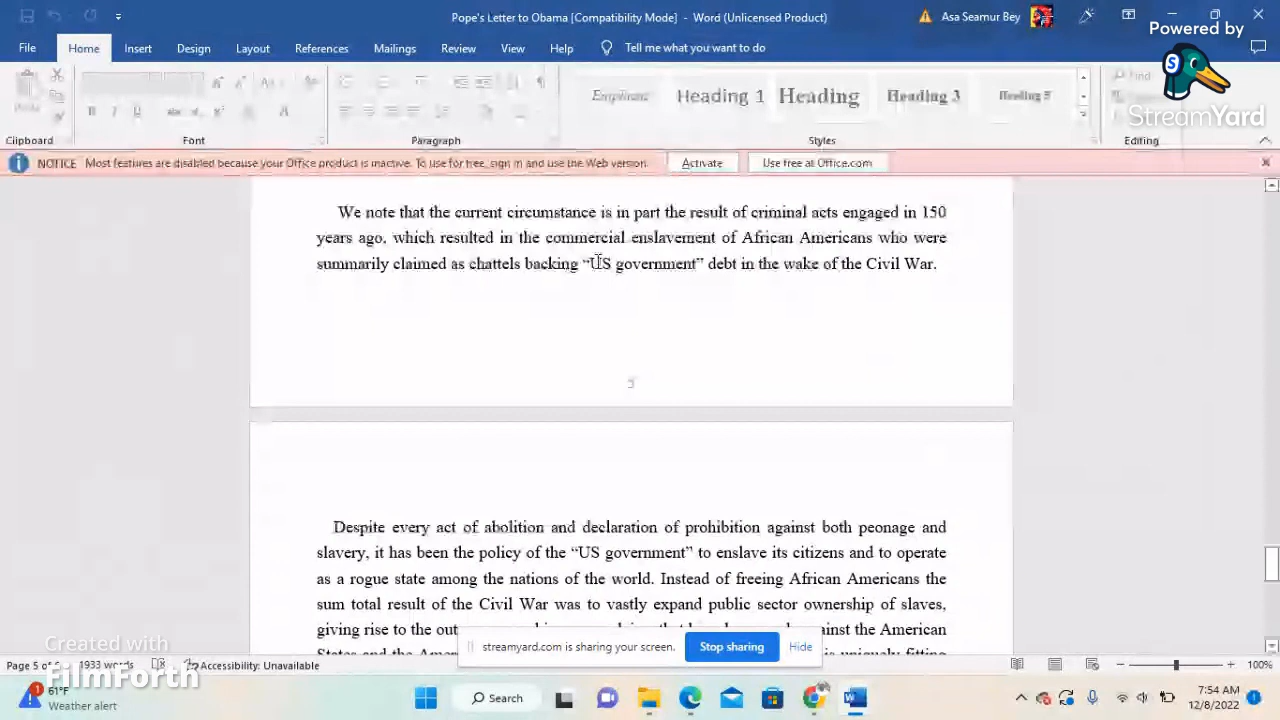 Pope's Letter to Obama [Compatibility Mode] - Word (Unlicensed Product)
Asa Seamur Bey
Powered by
StreamYard
File Home Insert Design Layout References Mailings Review View Help Tell me what you want to do
Emphasis Heading 1 Heading Heading 3
Find
Clipboard Font Paragraph Styles Editing
NOTICE Most features are disabled because your Office product is inactive. To use for free, sign in and use the Web version. Activate Use free at Office.com
We note that the current circumstance is in part the result of criminal acts engaged in 150
years ago, which resulted in the commercial enslavement of African Americans who were
summarily claimed as chattels backing “US government” debt in the wake of the Civil War.
Despite every act of abolition and declaration of prohibition against both peonage and
slavery, it has been the policy of the “US government” to enslave its citizens and to operate
as a rogue state among the nations of the world. Instead of freeing African Americans the
sum total result of the Civil War was to vastly expand public sector ownership of slaves,
giving rise to the the American
States and the is uniquely fitting
streamyard.com is sharing your screen. Stop sharing Hide
Created with
FilmForth
Page 5 of 1933 words Accessibility: Unavailable 100%
1
61°F
Weather alert
Search
7:54 AM
12/8/2022